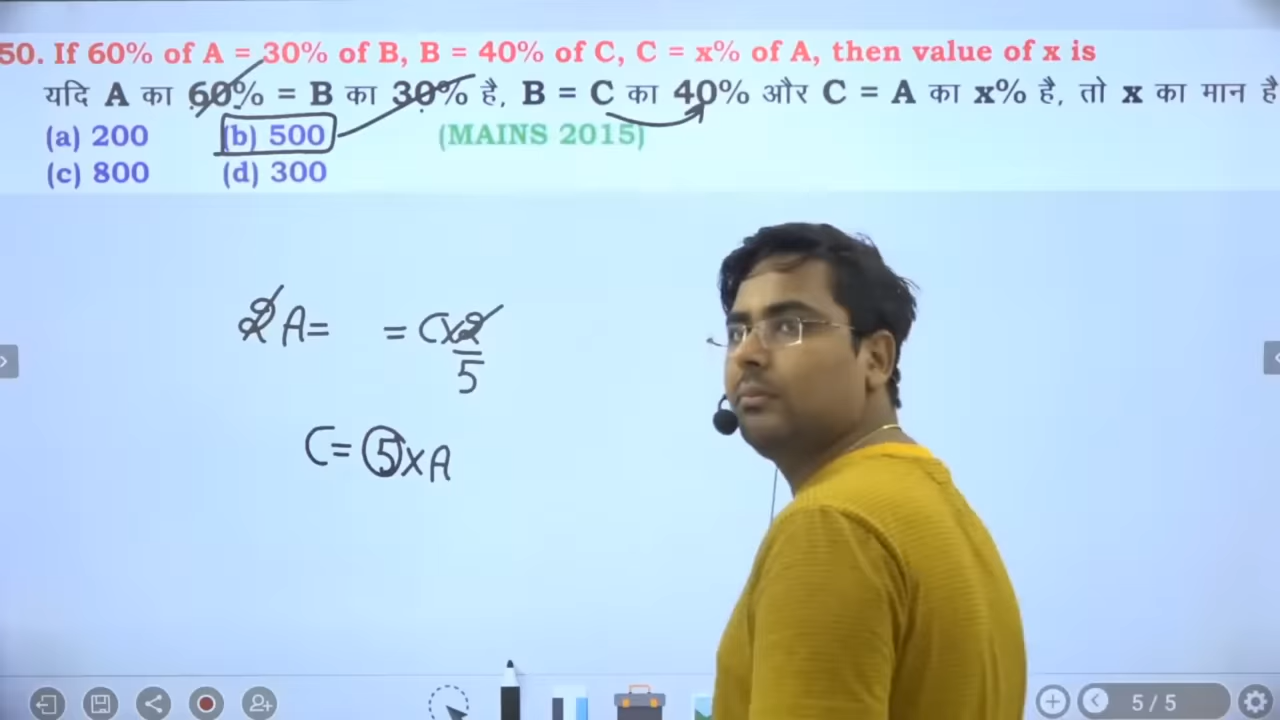 50. If 60% of A = 30% of B, B = 40% of C, C = x% of A, then value of x is
यदि A का 60% = B का 30% है, B = C का 40% और C = A का x% है, तो x का मान है
(a) 200 (b) 500 (MAINS 2015)
(c) 800 (d) 300
2A= = C×2/5
C= 5×A
5 / 5